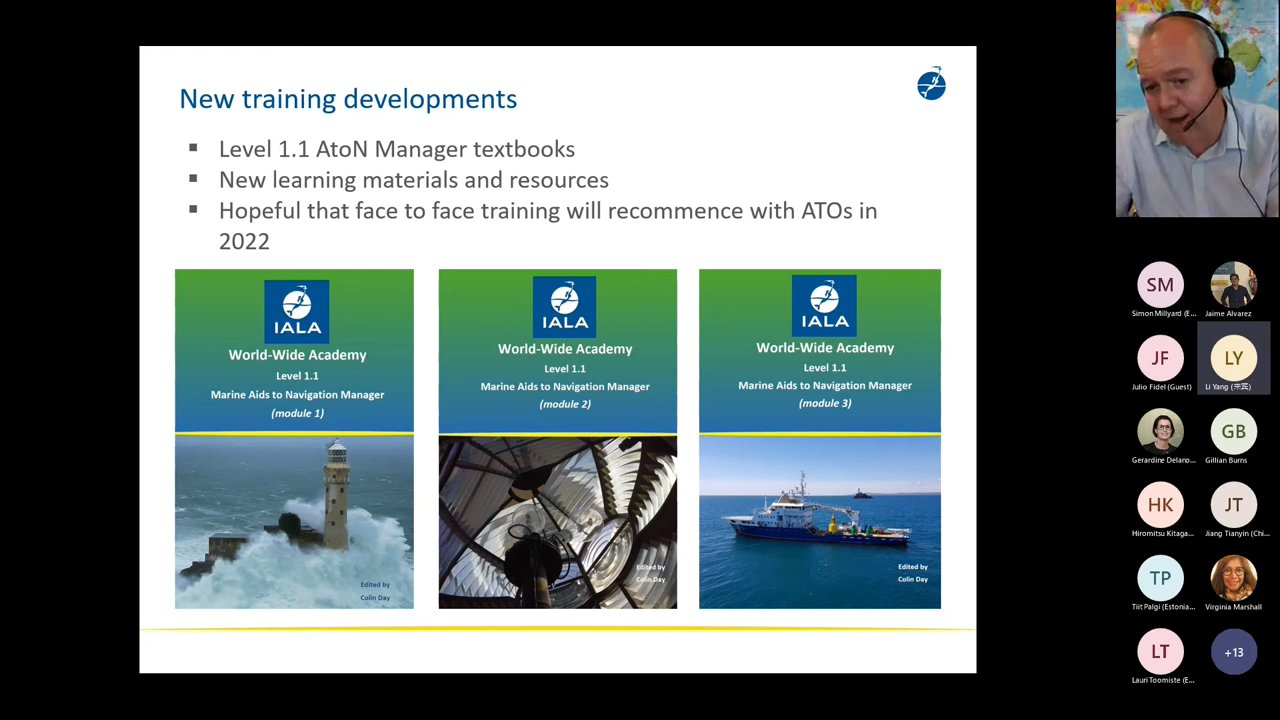 New training developments
Level 1.1 AtoN Manager textbooks
New learning materials and resources
Hopeful that face to face training will recommence with ATOs in
2022
IALA
World-Wide Academy
Level 1.1
Marine Aids to Navigation Manager
(module 1)
Edited by
Colin Day
IALA
World-Wide Academy
Level 1.1
Marine Aids to Navigation Manager
(module 2)
Edited by
Colin Day
IALA
World-Wide Academy
Level 1.1
Marine Aids to Navigation Manager
(module 3)
Edited by
Colin Day
SM
Simon Millyard (E...
Jaime Alvarez
JF
Julio Fidel (Guest)
LY
Li Yang
Gerardine Delano...
GB
Gillian Burns
HK
Hiromitsu Kitaga...
JT
Jiang Tianyin (Chi...
TP
Tiit Palgi (Estonia...
Virginia Marshall
LT
Lauri Toomiste (E...
+13